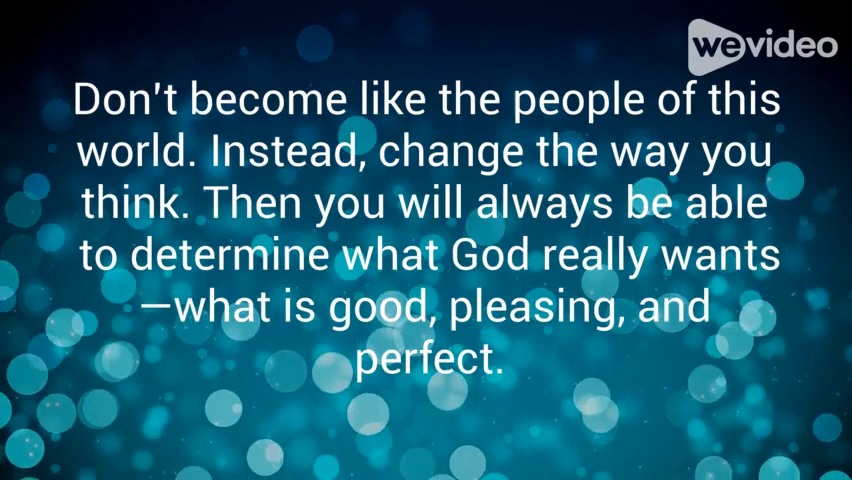 wevideo
Don't become like the people of this
world. Instead, change the way you
think. Then you will always be able
to determine what God really wants
—what is good, pleasing, and
perfect.